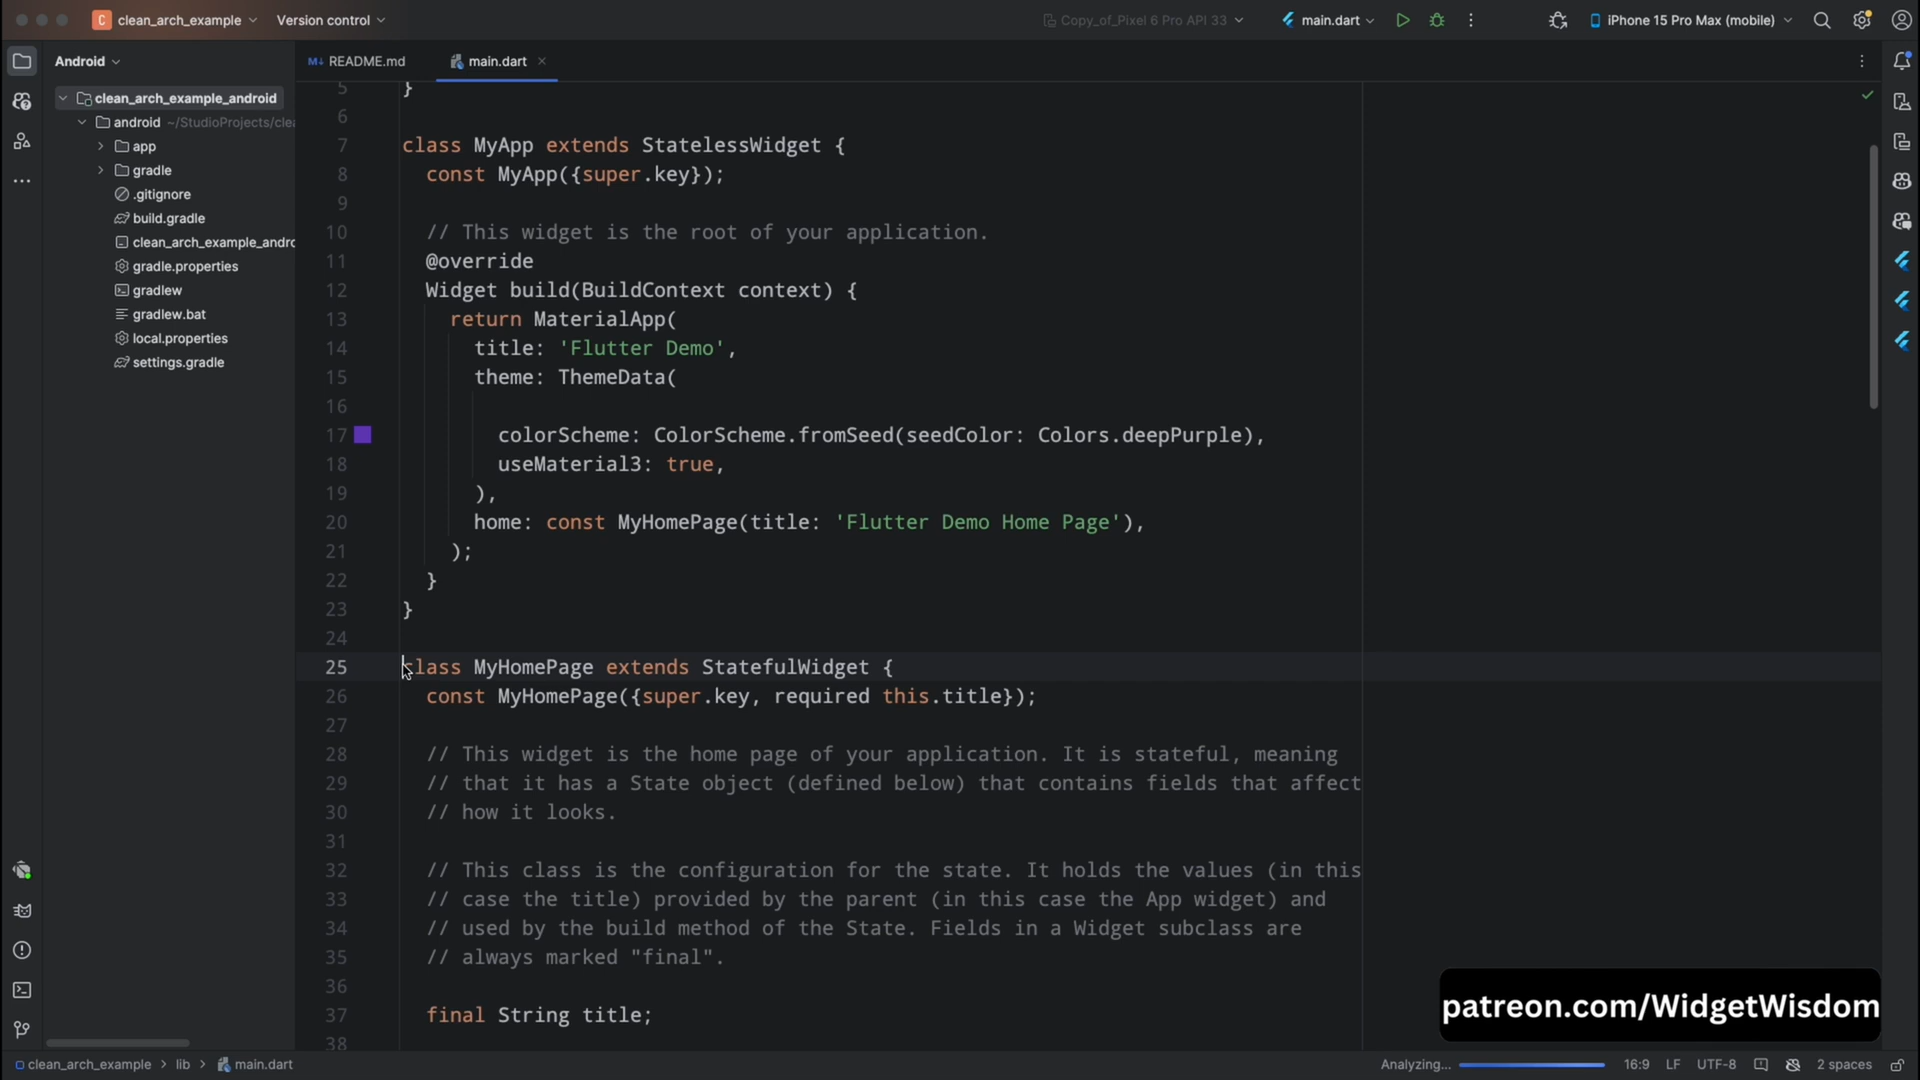 C clean_arch_example Version control Copy_of_Pixel 6 Pro API 33 main.dart iPhone 15 Pro Max (mobile)
Android
M↓ README.md main.dart
clean_arch_example_android
android ~/StudioProjects/clea
app
gradle
.gitignore
build.gradle
clean_arch_example_andro
gradle.properties
gradlew
gradlew.bat
local.properties
settings.gradle
5 }
6
7 class MyApp extends StatelessWidget {
8 const MyApp({super.key});
9
10 // This widget is the root of your application.
11 @override
12 Widget build(BuildContext context) {
13 return MaterialApp(
14 title: 'Flutter Demo',
15 theme: ThemeData(
16
17 colorScheme: ColorScheme.fromSeed(seedColor: Colors.deepPurple),
18 useMaterial3: true,
19 ),
20 home: const MyHomePage(title: 'Flutter Demo Home Page'),
21 );
22 }
23 }
24
25 class MyHomePage extends StatefulWidget {
26 const MyHomePage({super.key, required this.title});
27
28 // This widget is the home page of your application. It is stateful, meaning
29 // that it has a State object (defined below) that contains fields that affect
30 // how it looks.
31
32 // This class is the configuration for the state. It holds the values (in this
33 // case the title) provided by the parent (in this case the App widget) and
34 // used by the build method of the State. Fields in a Widget subclass are
35 // always marked "final".
36
37 final String title;
38
patreon.com/WidgetWisdom
clean_arch_example > lib > main.dart Analyzing... 16:9 LF UTF-8 2 spaces